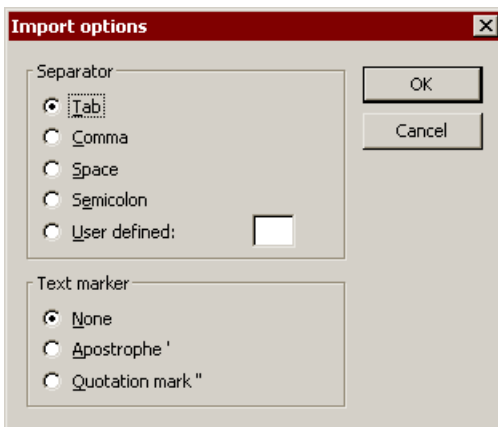 Import options
Separator
Tab
Comma
Space
Semicolon
User defined:
OK
Cancel
Text marker
None
Apostrophe '
Quotation mark "